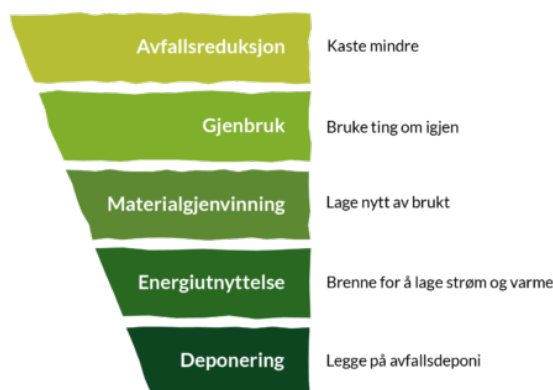 Avfallsreduksjon Kaste mindre
Gjenbruk Bruke ting om igjen
Materialgjenvinning Lage nytt av brukt
Energiutnyttelse Brenne for å lage strøm og varme
Deponering Legge på avfallsdeponi